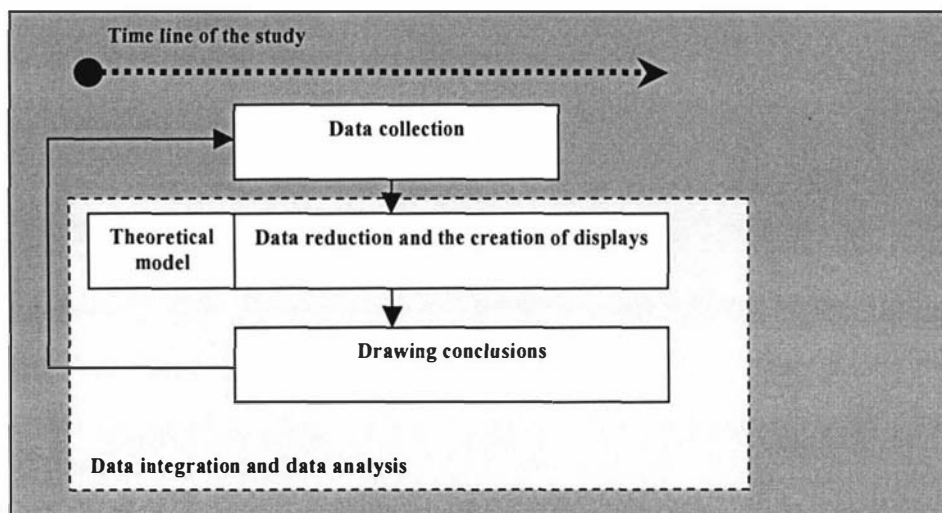 Time line of the study
Data collection
Theoretical
model
Data reduction and the creation of displays
Drawing conclusions
Data integration and data analysis